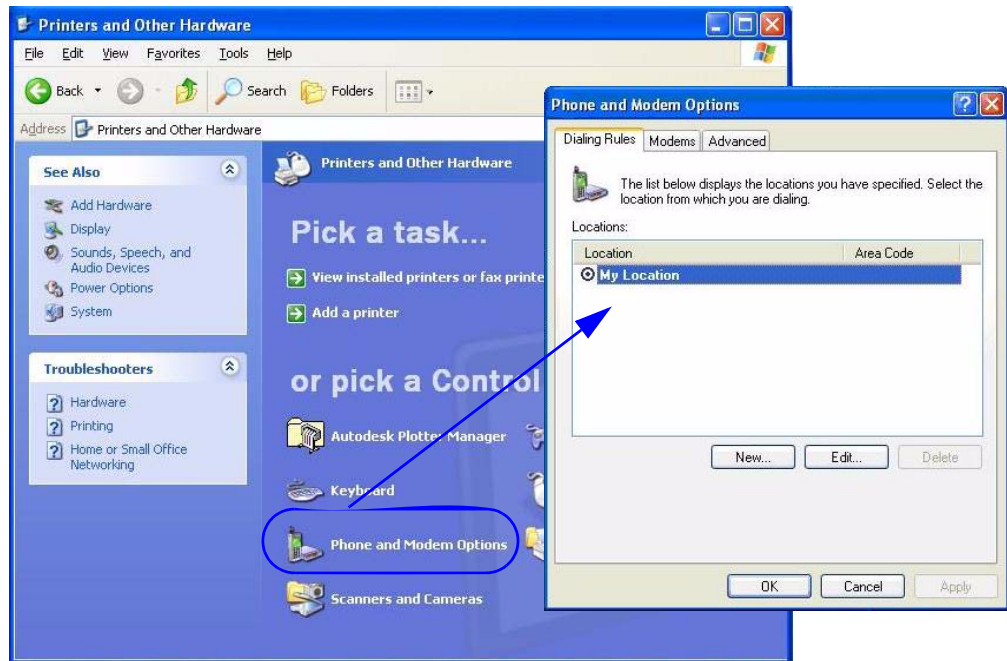 Printers and Other Hardware
File Edit View Favorites Tools Help
Back Search Folders
Address Printers and Other Hardware
See Also
Add Hardware
Display
Sounds, Speech, and
Audio Devices
Power Options
System
Troubleshooters
Hardware
Printing
Home or Small Office
Networking
Printers and Other Hardware
Pick a task...
View installed printers or fax printe
Add a printer
or pick a Control
Autodesk Plotter Manager
Keyboard
Phone and Modem Options
Scanners and Cameras
Phone and Modem Options
Dialing Rules Modems Advanced
The list below displays the locations you have specified. Select the
location from which you are dialing.
Locations:
Location Area Code
My Location
New... Edit... Delete
OK Cancel Apply